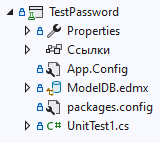 TestPassword
Properties
Ссылки
App.Config
ModelDB.edmx
packages.config
C# UnitTest1.cs